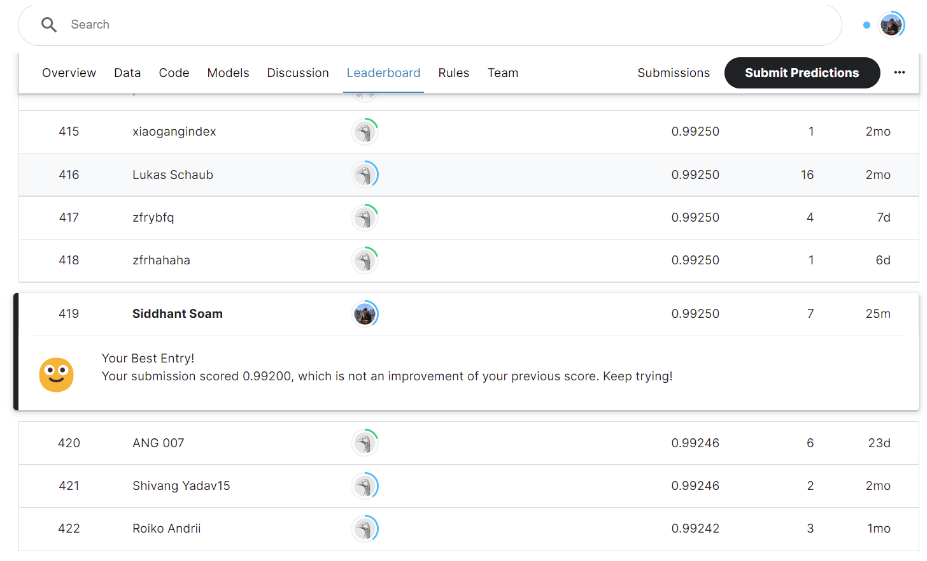 Search
Overview Data Code Models Discussion Leaderboard Rules Team Submissions Submit Predictions ...
415 xiaogangindex 0.99250 1 2mo
416 Lukas Schaub 0.99250 16 2mo
417 zfrybfq 0.99250 4 7d
418 zfrhahaha 0.99250 1 6d
419 Siddhant Soam 0.99250 7 25m
Your Best Entry!
Your submission scored 0.99200, which is not an improvement of your previous score. Keep trying!
420 ANG 007 0.99246 6 23d
421 Shivang Yadav15 0.99246 2 2mo
422 Roiko Andrii 0.99242 3 1mo